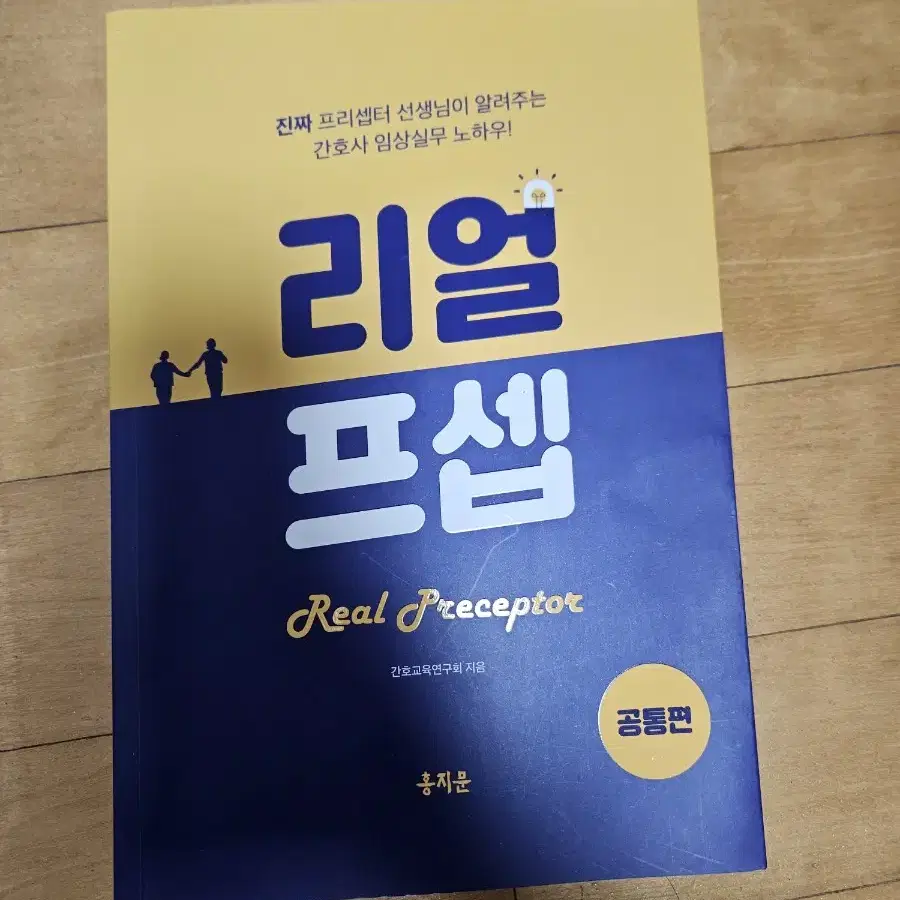 진짜 프리셉터 선생님이 알려주는
간호사 임상실무 노하우!
리얼
프셉
Real Preceptor
간호교육연구회 지음
공통편
홍지문